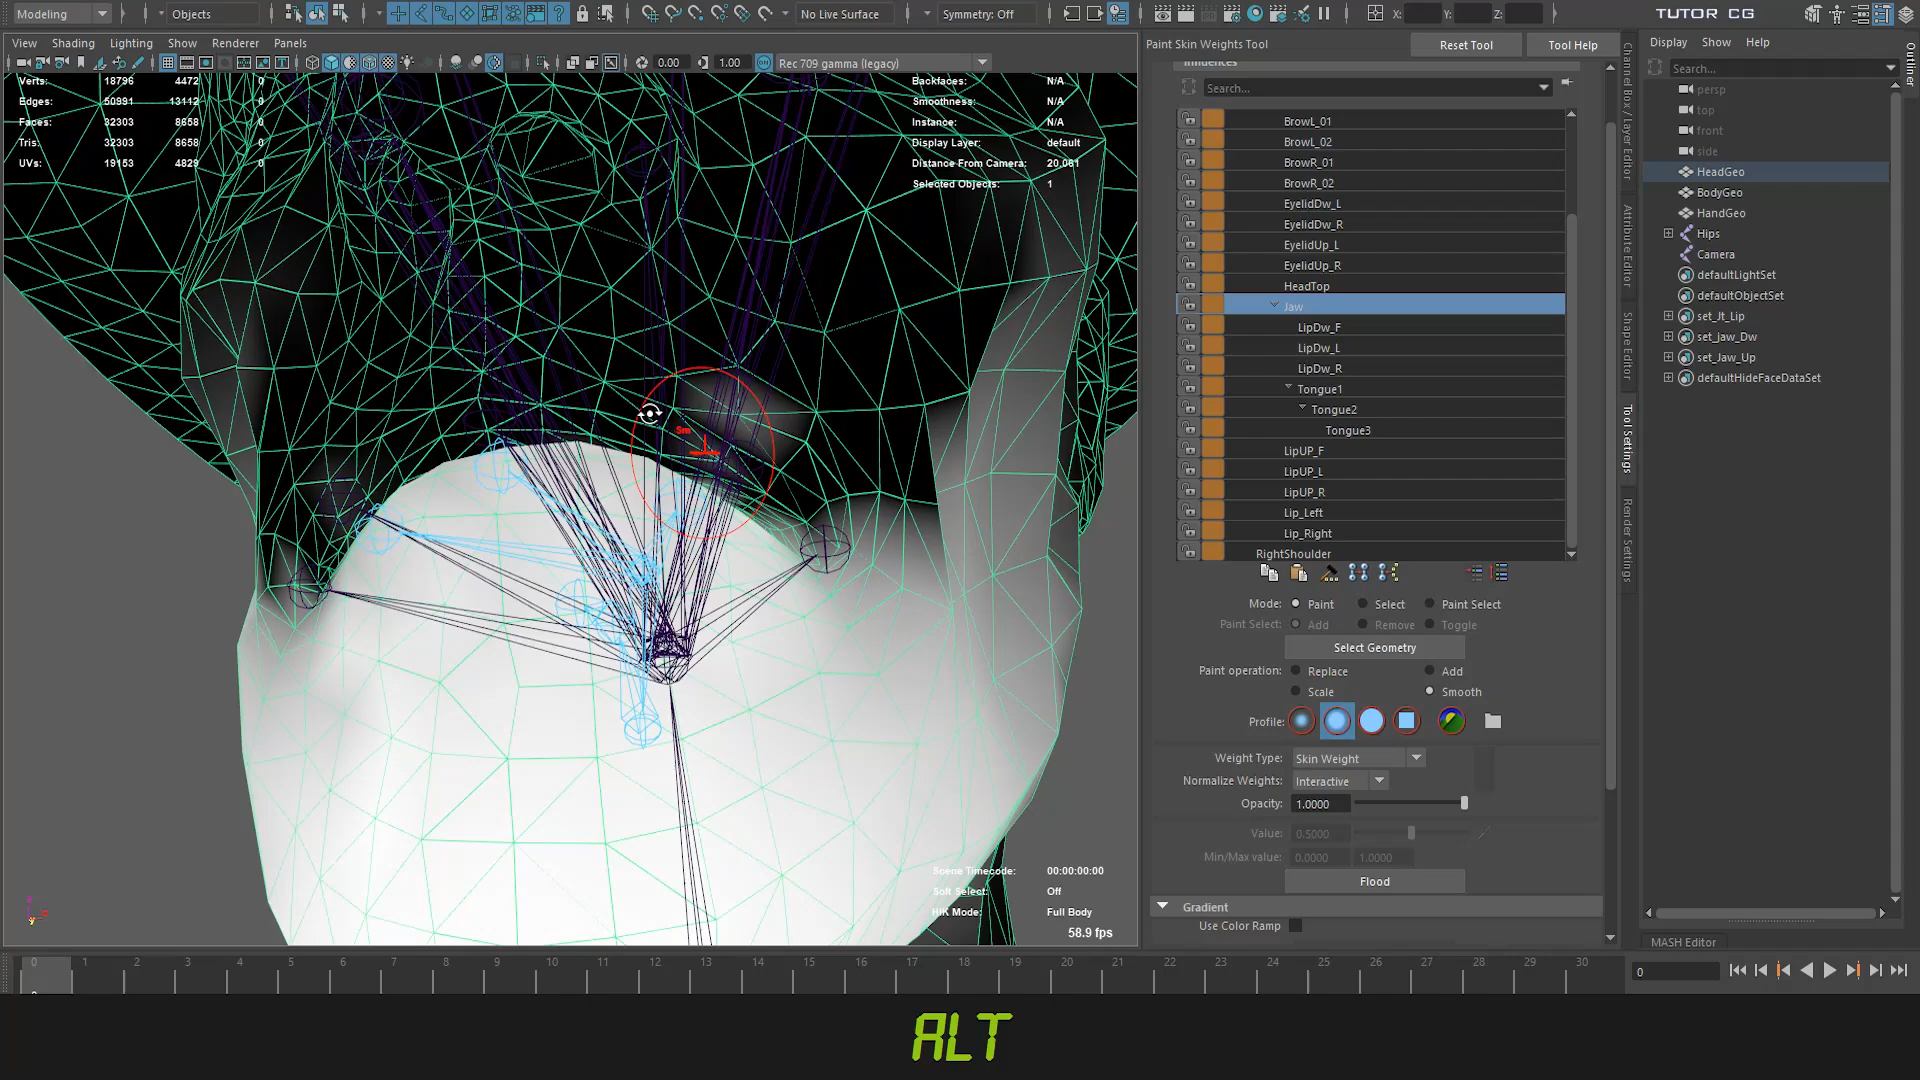 Modeling
Objects
No Live Surface
Symmetry: Off
X:
Y:
Z:
TUTOR CG
View Shading Lighting Show Renderer Panels
0.00
1.00
Rec 709 gamma (legacy)
Verts: 18796 4472 0
Edges: 50991 13112 0
Faces: 32303 8658 0
Tris: 32303 8658 0
UVs: 19153 4829 0
Backfaces: N/A
Smoothness: N/A
Instance: N/A
Display Layer: default
Distance From Camera: 20.061
Selected Objects: 1
Sm
Scene Timecode: 00:00:00:00
Soft Select: Off
HIK Mode: Full Body
58.9 fps
Paint Skin Weights Tool
Reset Tool
Tool Help
Influences
Search...
BrowL_01
BrowL_02
BrowR_01
BrowR_02
EyelidDw_L
EyelidDw_R
EyelidUp_L
EyelidUp_R
HeadTop
Jaw
LipDw_F
LipDw_L
LipDw_R
Tongue1
Tongue2
Tongue3
LipUP_F
LipUP_L
LipUP_R
Lip_Left
Lip_Right
RightShoulder
Mode: Paint Select Paint Select
Paint Select: Add Remove Toggle
Select Geometry
Paint operation: Replace Add
Scale Smooth
Profile:
Weight Type: Skin Weight
Normalize Weights: Interactive
Opacity: 1.0000
Value: 0.5000
Min/Max value: 0.0000 1.0000
Flood
Gradient
Use Color Ramp
Channel Box / Layer Editor
Attribute Editor
Shape Editor
Tool Settings
Render Settings
Display Show Help
Search...
Outliner
persp
top
front
side
HeadGeo
BodyGeo
HandGeo
Hips
Camera
defaultLightSet
defaultObjectSet
set_Jt_Lip
set_jaw_Dw
set_Jaw_Up
defaultHideFaceDataSet
MASH Editor
0 1 2 3 4 5 6 7 8 9 10 11 12 13 14 15 16 17 18 19 20 21 22 23 24 25 26 27 28 29 30
0
0
ALT